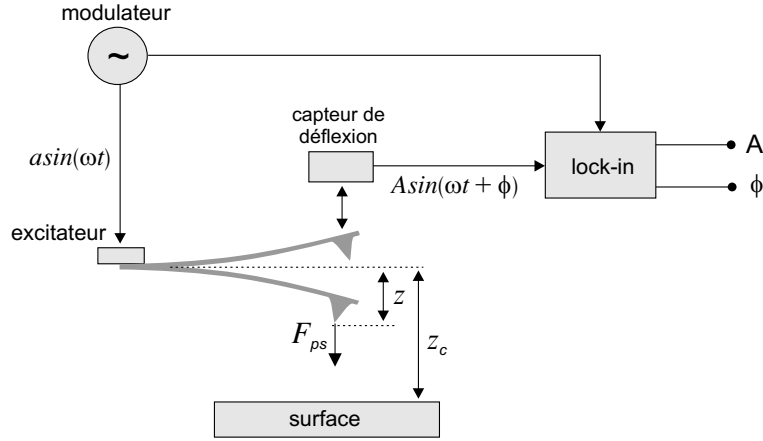 modulateur
~
capteur de
déflexion
asin(ωt)
Asin(ωt + ϕ)
lock-in
A
ϕ
excitateur
z
F_ps
z_c
surface